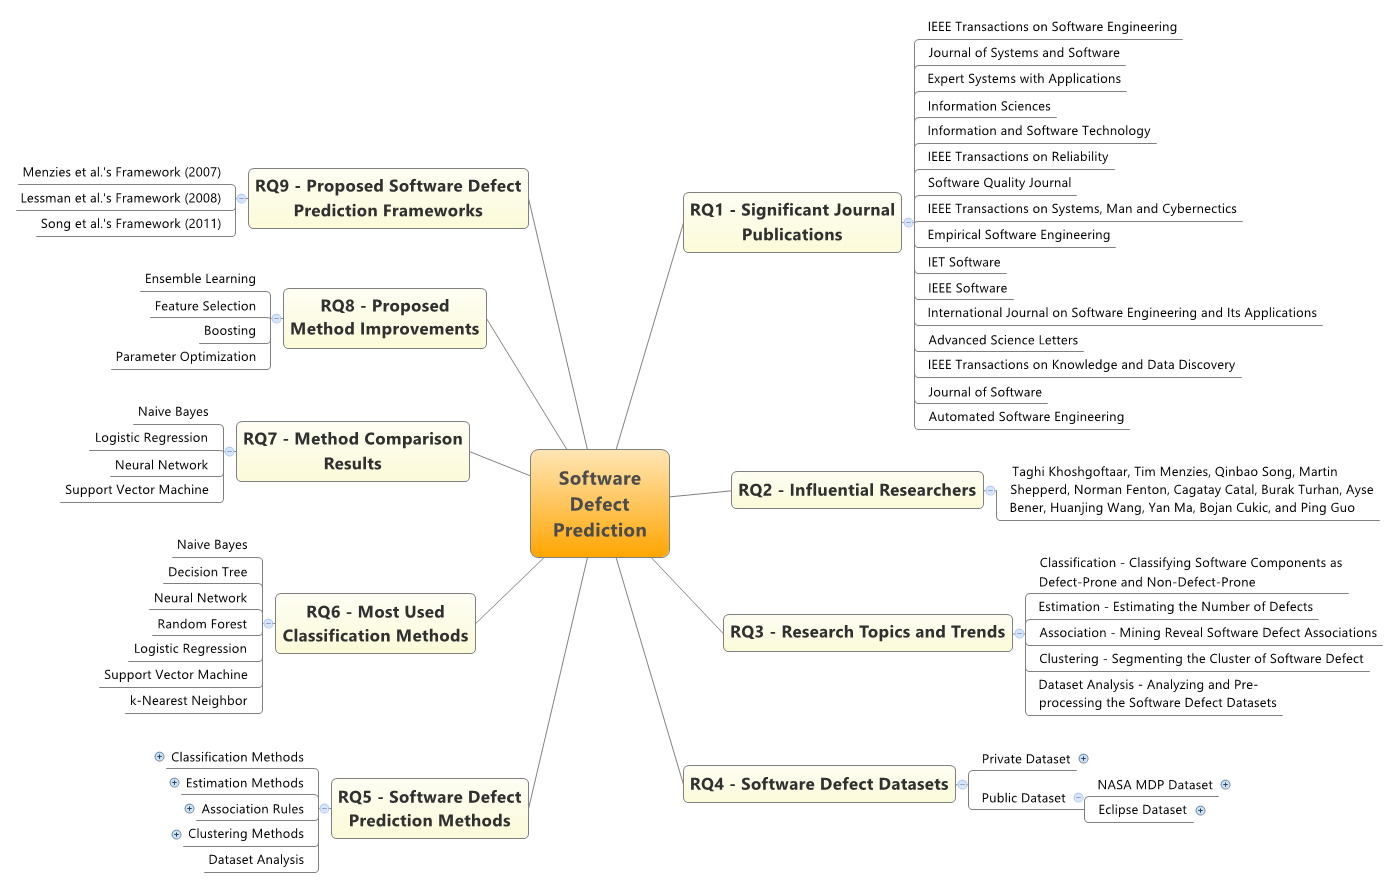 Software
Defect
Prediction
RQ1 - Significant Journal
Publications
IEEE Transactions on Software Engineering
Journal of Systems and Software
Expert Systems with Applications
Information Sciences
Information and Software Technology
IEEE Transactions on Reliability
Software Quality Journal
IEEE Transactions on Systems, Man and Cybernectics
Empirical Software Engineering
IET Software
IEEE Software
International Journal on Software Engineering and Its Applications
Advanced Science Letters
IEEE Transactions on Knowledge and Data Discovery
Journal of Software
Automated Software Engineering
RQ2 - Influential Researchers
Taghi Khoshgoftaar, Tim Menzies, Qinbao Song, Martin
Shepperd, Norman Fenton, Cagatay Catal, Burak Turhan, Ayse
Bener, Huanjing Wang, Yan Ma, Bojan Cukic, and Ping Guo
RQ3 - Research Topics and Trends
Classification - Classifying Software Components as
Defect-Prone and Non-Defect-Prone
Estimation - Estimating the Number of Defects
Association - Mining Reveal Software Defect Associations
Clustering - Segmenting the Cluster of Software Defect
Dataset Analysis - Analyzing and Pre-
processing the Software Defect Datasets
RQ4 - Software Defect Datasets
Private Dataset
Public Dataset
NASA MDP Dataset
Eclipse Dataset
RQ5 - Software Defect
Prediction Methods
Classification Methods
Estimation Methods
Association Rules
Clustering Methods
Dataset Analysis
RQ6 - Most Used
Classification Methods
Naive Bayes
Decision Tree
Neural Network
Random Forest
Logistic Regression
Support Vector Machine
k-Nearest Neighbor
RQ7 - Method Comparison
Results
Naive Bayes
Logistic Regression
Neural Network
Support Vector Machine
RQ8 - Proposed
Method Improvements
Ensemble Learning
Feature Selection
Boosting
Parameter Optimization
RQ9 - Proposed Software Defect
Prediction Frameworks
Menzies et al.'s Framework (2007)
Lessman et al.'s Framework (2008)
Song et al.'s Framework (2011)